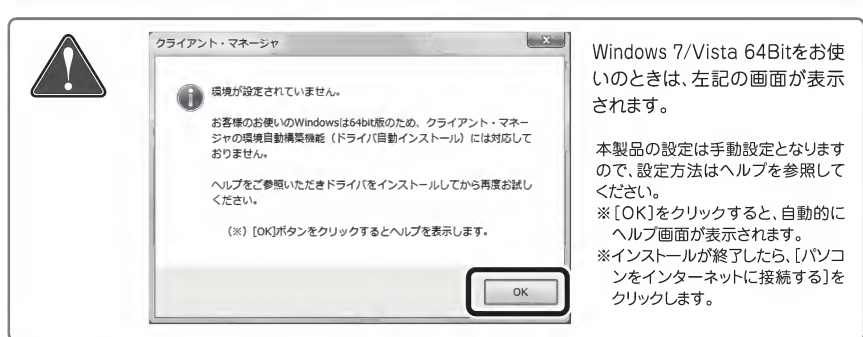 クライアント・マネージャ
環境が設定されていません。
お客様のお使いのWindowsは64bit版のため、クライアント・マネー
ジャの環境自動構築機能（ドライバ自動インストール）には対応して
おりません。
ヘルプをご参照いただきドライバをインストールしてから再度お試し
ください。
（※）[OK]ボタンをクリックするとヘルプを表示します。
OK
Windows 7/Vista 64Bitをお使
いのときは、左記の画面が表示
されます。
本製品の設定は手動設定となります
ので、設定方法はヘルプを参照して
ください。
※[OK]をクリックすると、自動的に
ヘルプ画面が表示されます。
※インストールが終了したら、[パソコ
ンをインターネットに接続する]を
クリックします。